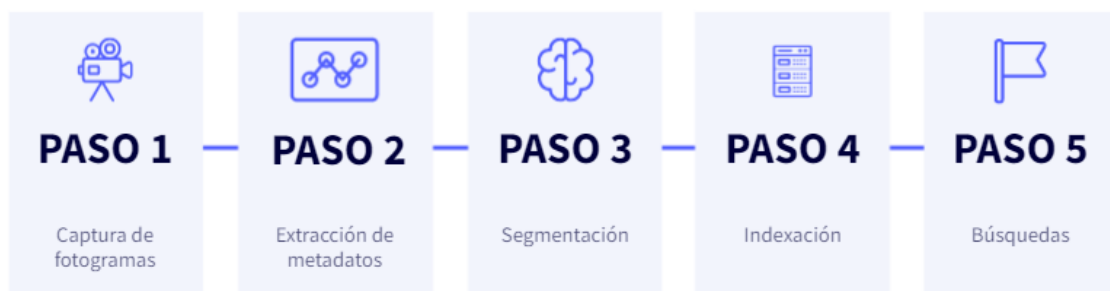 PASO 1
Captura de
fotogramas
PASO 2
Extracción de
metadatos
PASO 3
Segmentación
PASO 4
Indexación
PASO 5
Búsquedas